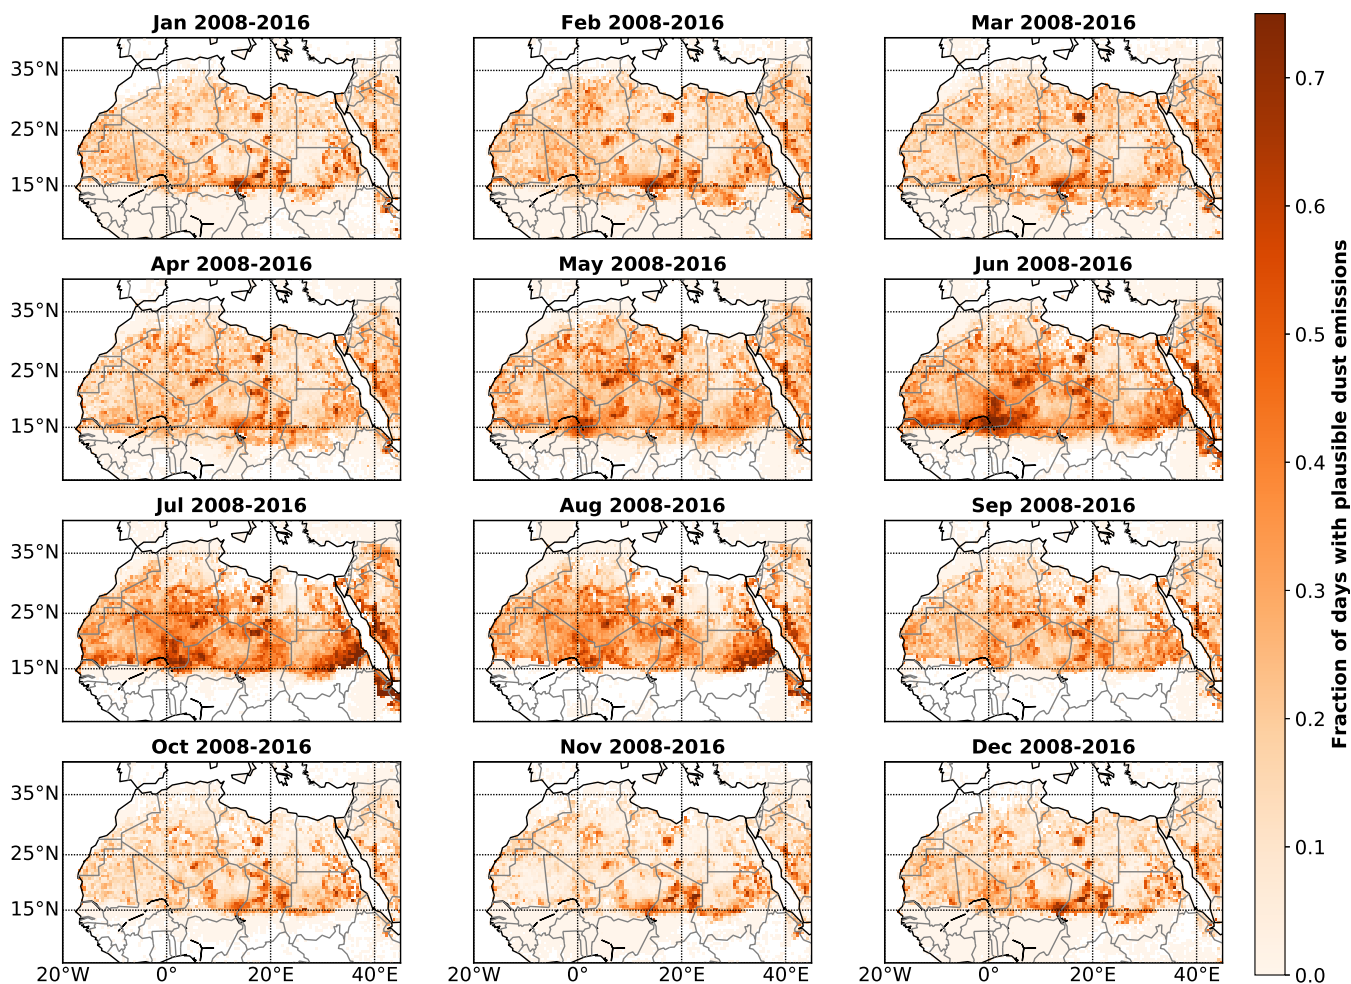 Jan 2008-2016
Feb 2008-2016
Mar 2008-2016
35°N
25°N
15°N
Apr 2008-2016
May 2008-2016
Jun 2008-2016
35°N
25°N
15°N
Jul 2008-2016
Aug 2008-2016
Sep 2008-2016
35°N
25°N
15°N
Oct 2008-2016
Nov 2008-2016
Dec 2008-2016
35°N
25°N
15°N
20°W 0° 20°E 40°E
20°W 0° 20°E 40°E
20°W 0° 20°E 40°E
0.7
0.6
0.5
0.4
0.3
0.2
0.1
0.0
Fraction of days with plausible dust emissions